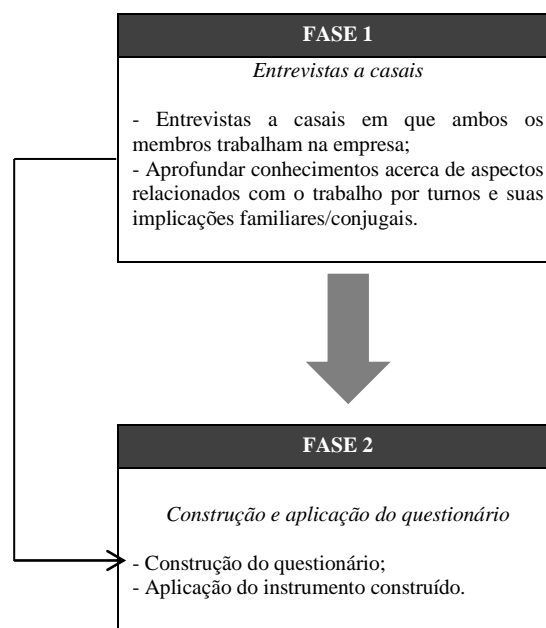 FASE 1
Entrevistas a casais
- Entrevistas a casais em que ambos os
membros trabalham na empresa;
- Aprofundar conhecimentos acerca de aspectos
relacionados com o trabalho por turnos e suas
implicações familiares/conjugais.
FASE 2
Construção e aplicação do questionário
- Construção do questionário;
- Aplicação do instrumento construído.